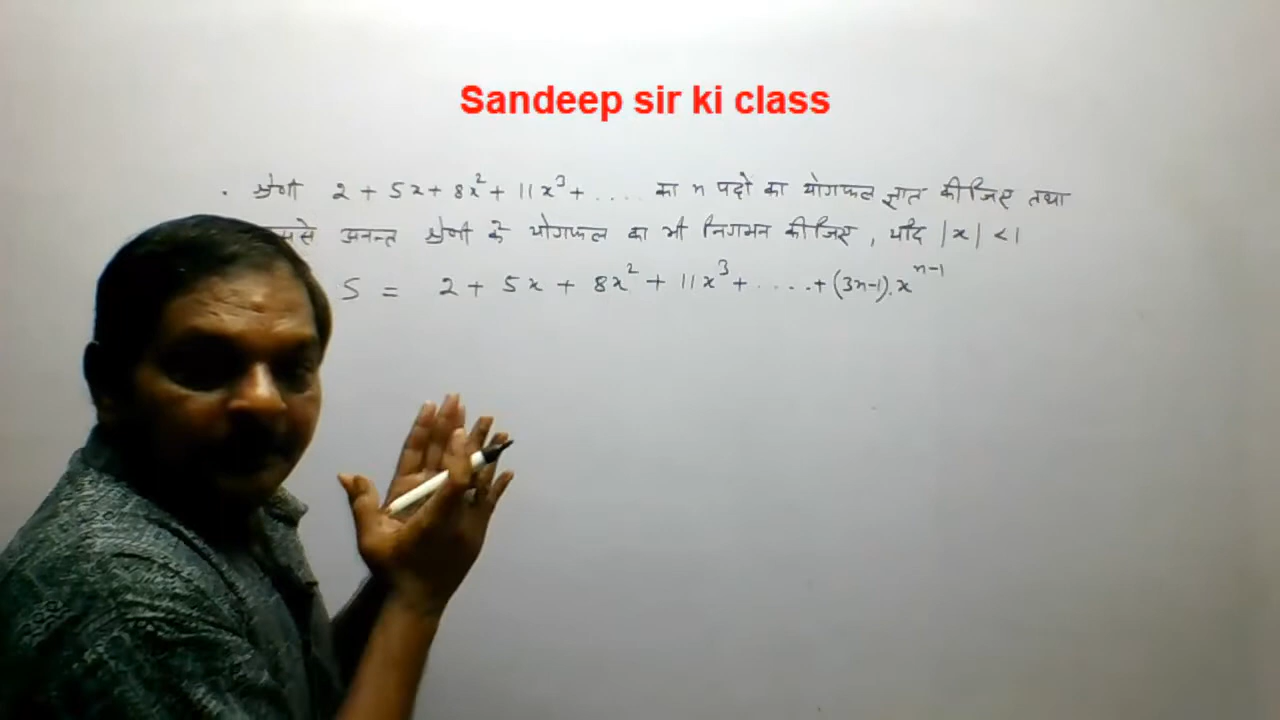 Sandeep sir ki class
. श्रेणी 2 + 5x + 8x² + 11x³ + ..... का n पदों का योगफल ज्ञात कीजिए तथा
अनन्त श्रेणी के योगफल का भी निगमन कीजिए, यदि |x| < 1
S = 2 + 5x + 8x² + 11x³ + ..... + (3n-1).xⁿ⁻¹